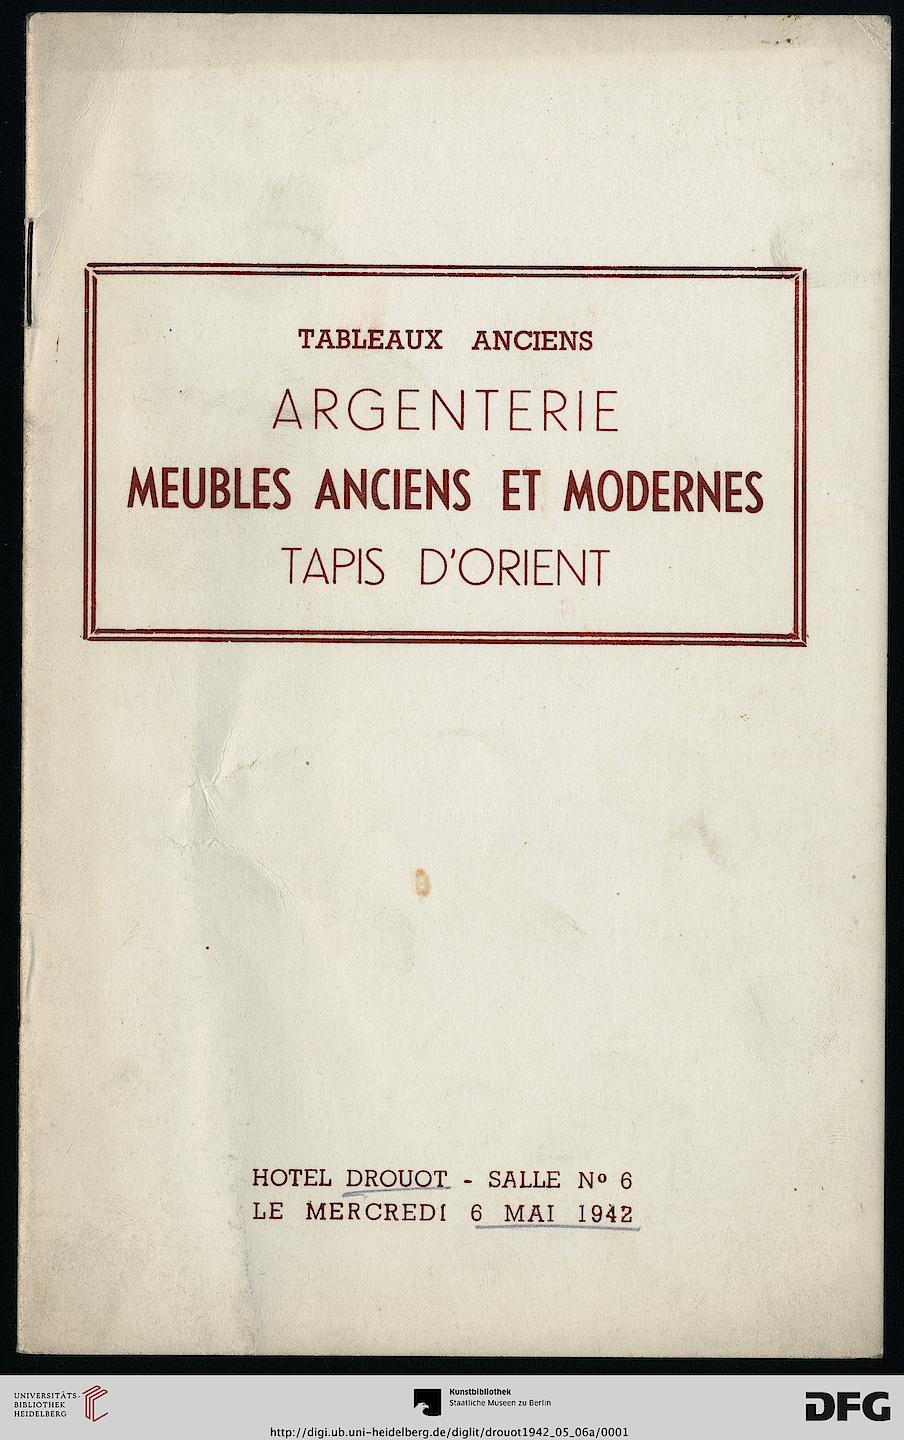 TABLEAUX ANCIENS
ARGENTERIE
MEUBLES ANCIENS ET MODERNES
TAPIS D'ORIENT
HOTEL DROUOT - SALLE Nº 6
LE MERCREDI 6 MAI 1942
UNIVERSITÄTS-
BIBLIOTHEK
HEIDELBERG
Kunstbibliothek
Staatliche Museen zu Berlin
DFG
http://digi.ub.uni-heidelberg.de/diglit/drouot1942_05_06a/0001